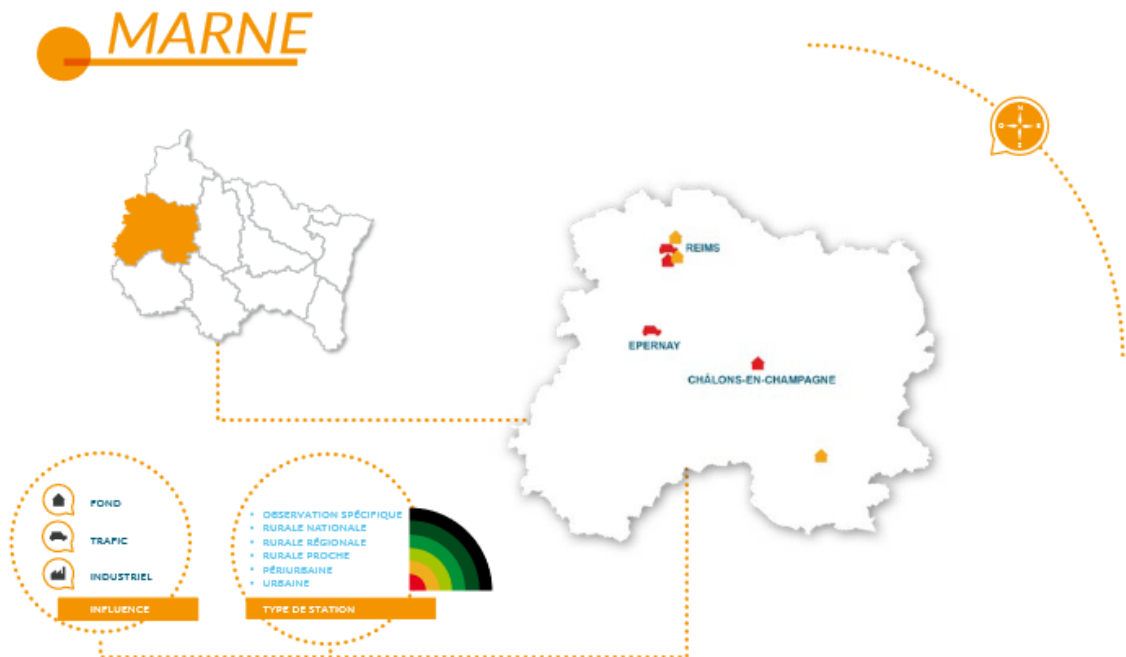 MARNE
N
O
E
S
REIMS
EPERNAY
CHÂLONS-EN-CHAMPAGNE
FOND
TRAFIC
INDUSTRIEL
INFLUENCE
• OBSERVATION SPÉCIFIQUE
• RURALE NATIONALE
• RURALE RÉGIONALE
• RURALE PROCHE
• PÉRIURBAINE
• URBAINE
TYPE DE STATION